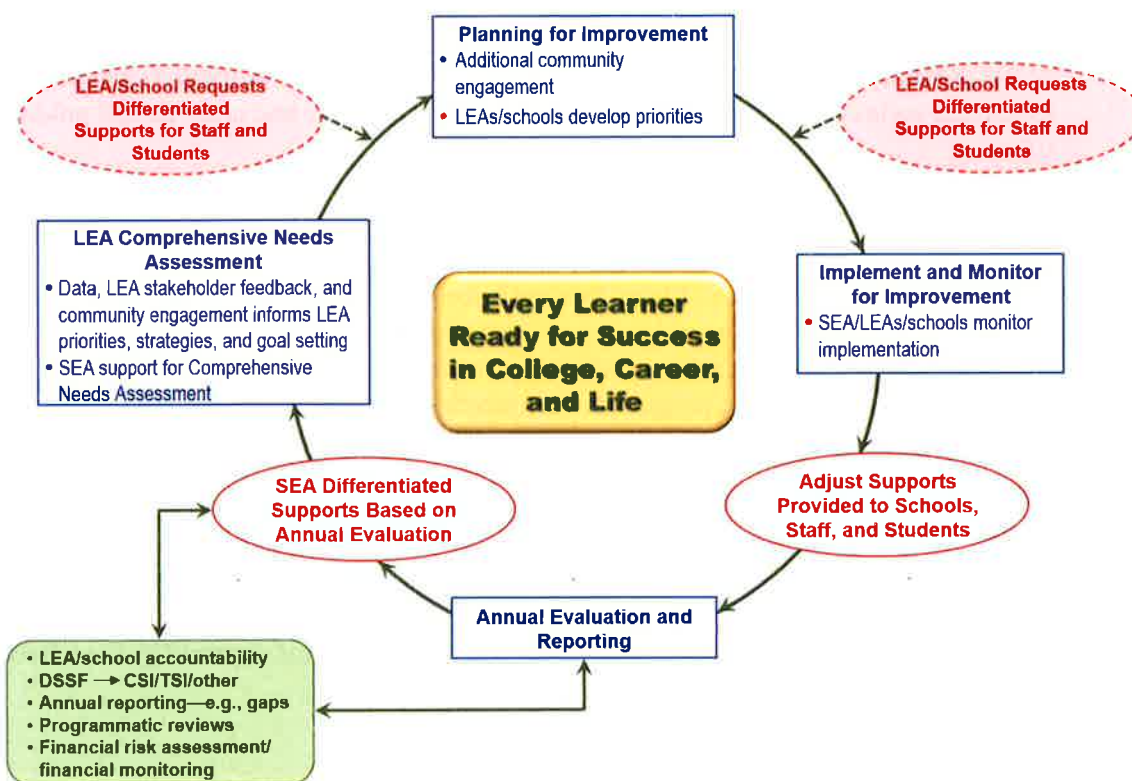 Planning for Improvement
• Additional community
engagement
• LEAs/schools develop priorities
LEA/School Requests
Differentiated
Supports for Staff and
Students
LEA/School Requests
Differentiated
Supports for Staff and
Students
LEA Comprehensive Needs
Assessment
• Data, LEA stakeholder feedback, and
community engagement informs LEA
priorities, strategies, and goal setting
• SEA support for Comprehensive
Needs Assessment
Every Learner
Ready for Success
in College, Career,
and Life
Implement and Monitor
for Improvement
• SEA/LEAs/schools monitor
implementation
SEA Differentiated
Supports Based on
Annual Evaluation
Adjust Supports
Provided to Schools,
Staff, and Students
Annual Evaluation and
Reporting
• LEA/school accountability
• DSSF → CSI/TSI/other
• Annual reporting—e.g., gaps
• Programmatic reviews
• Financial risk assessment/
financial monitoring